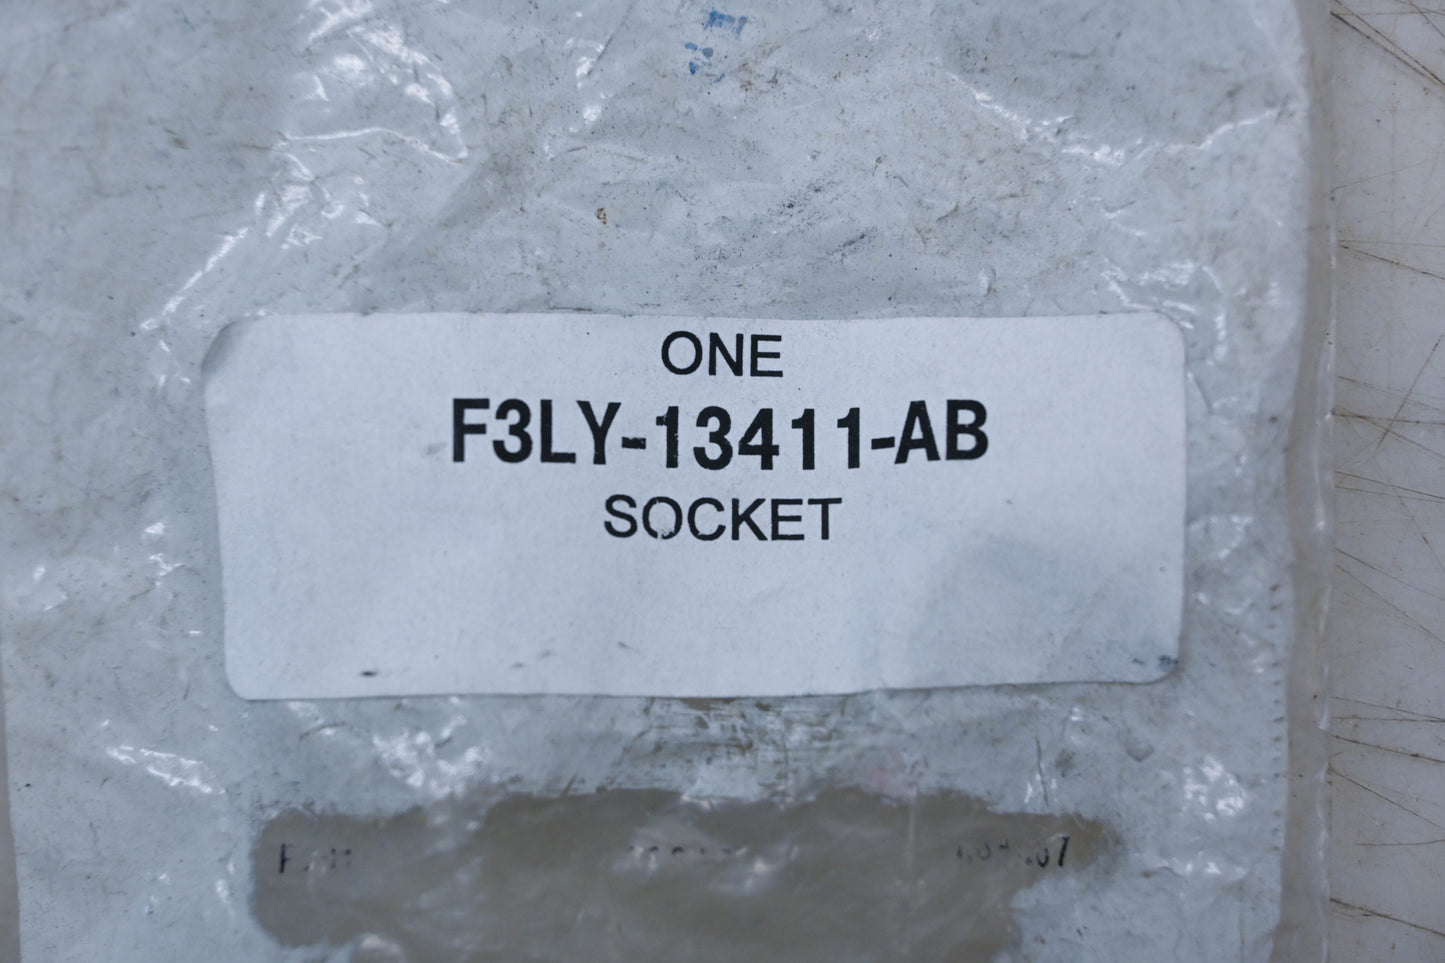 ONE
F3LY-13411-AB
SOCKET